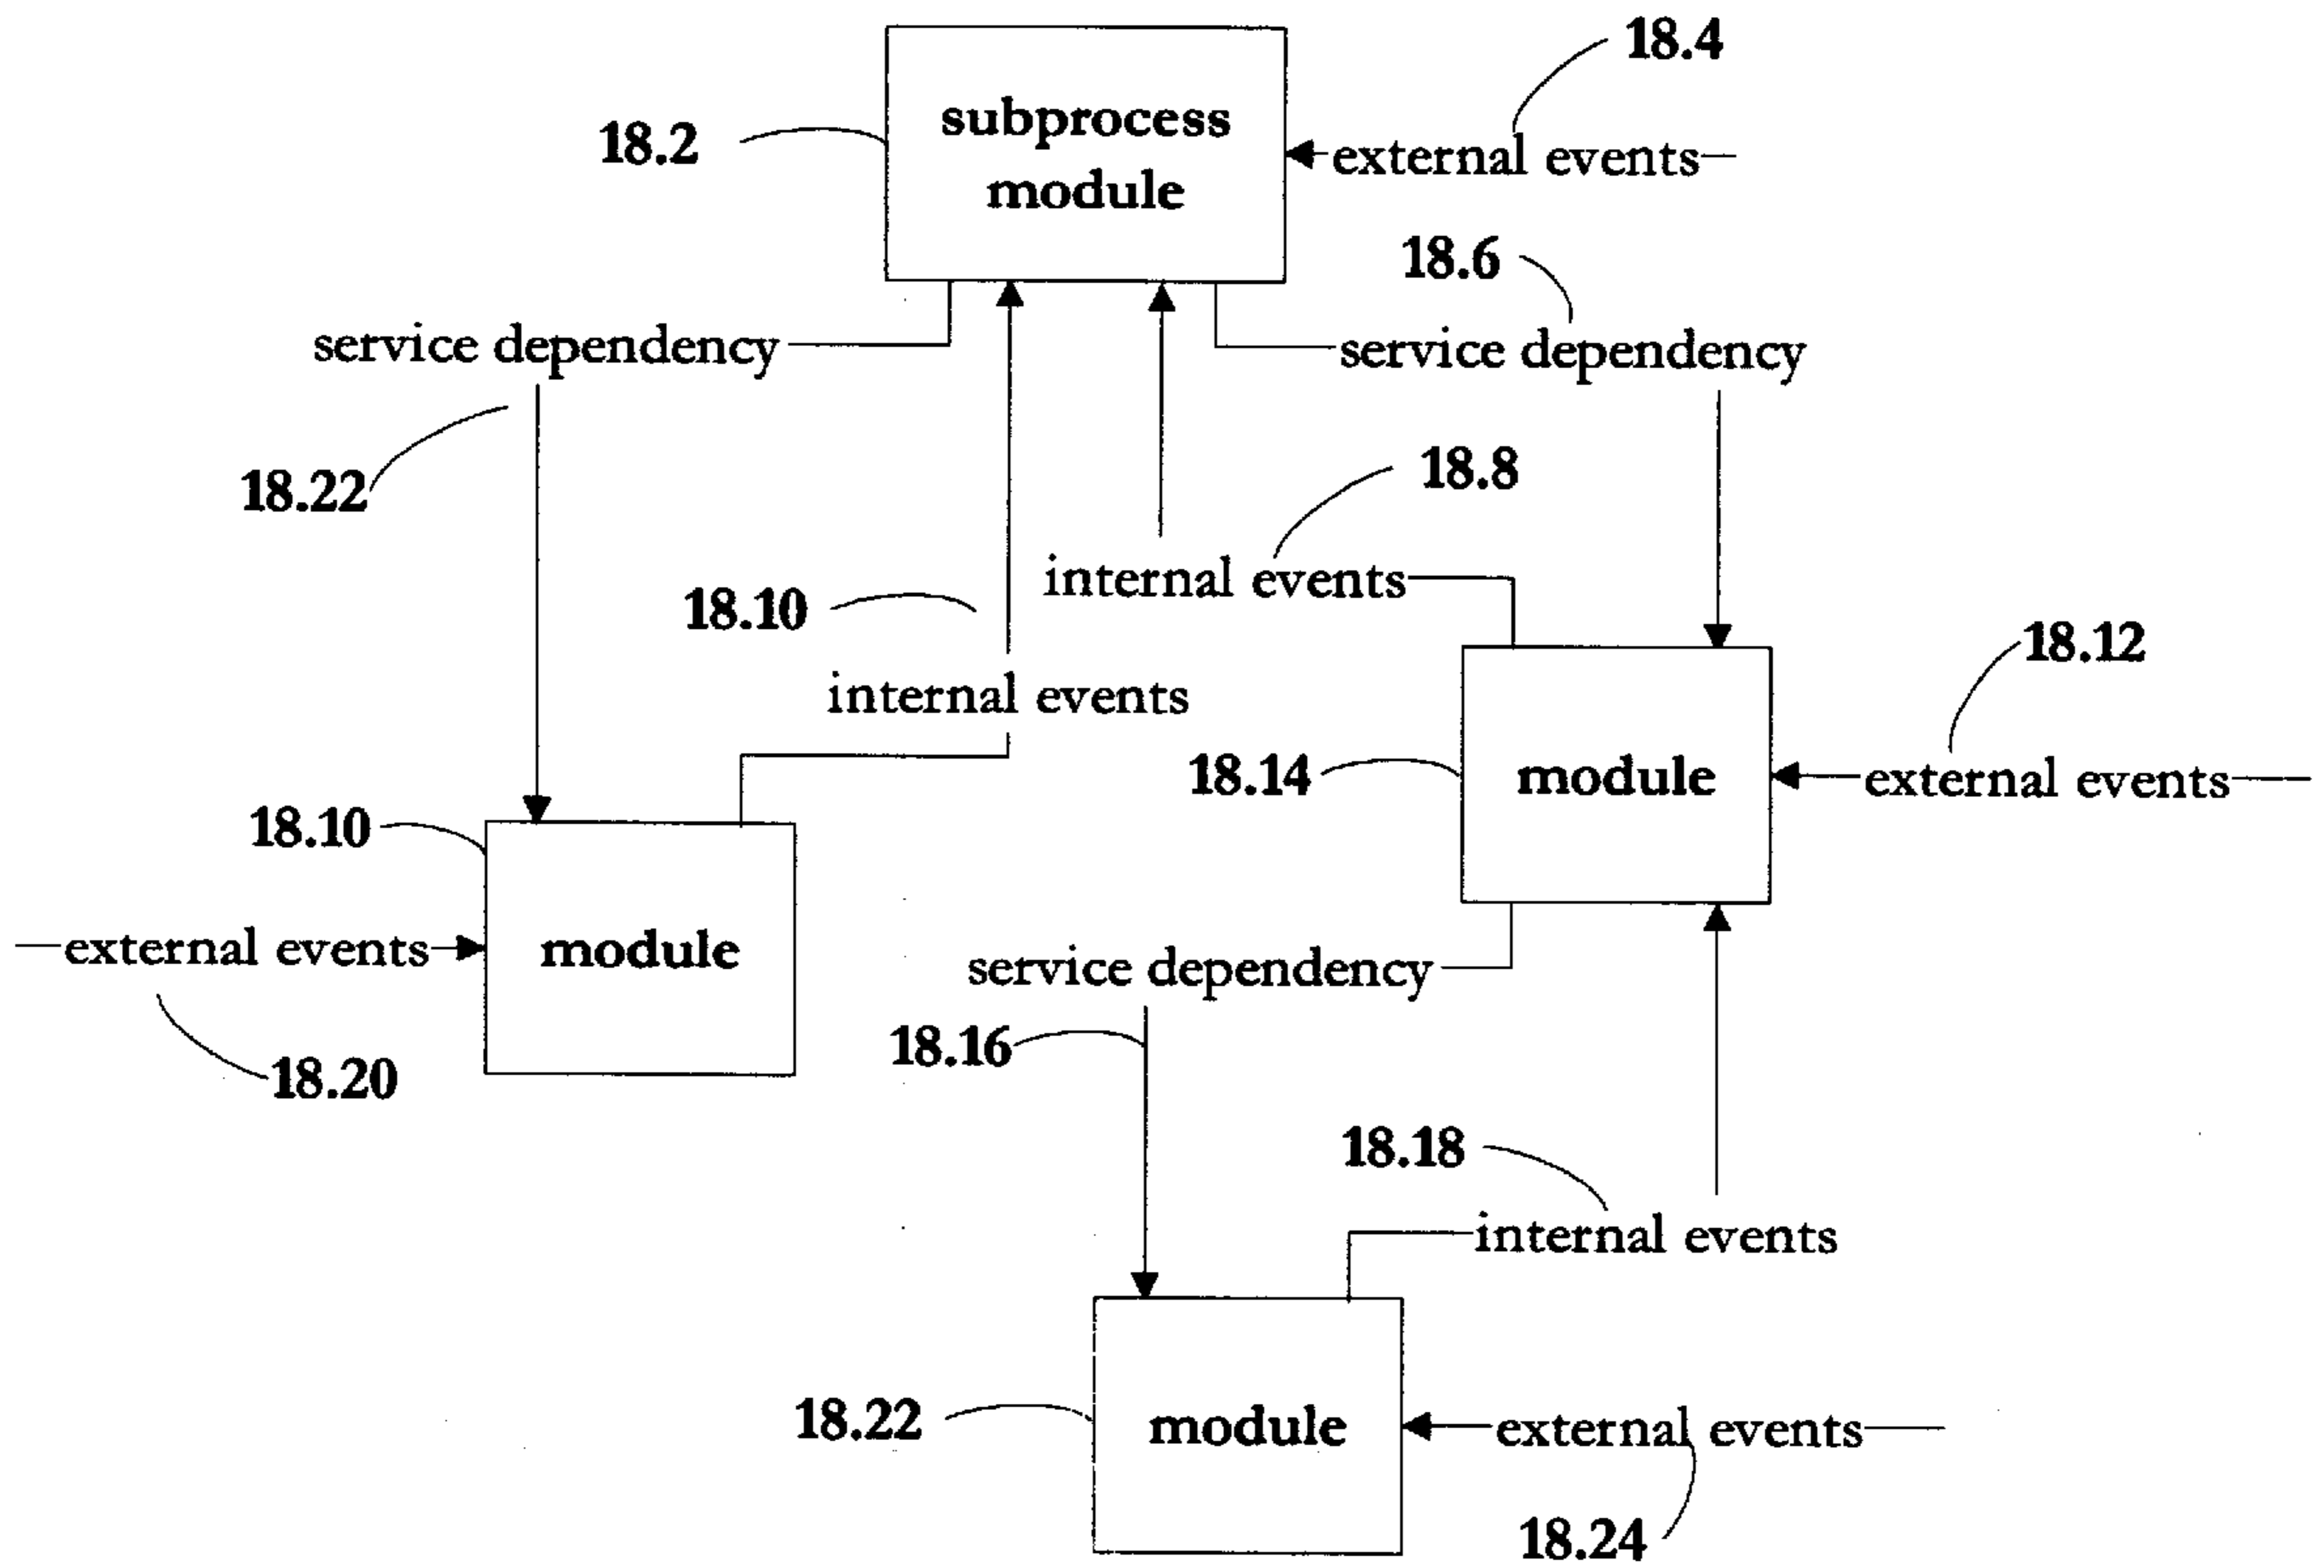 18.4
subprocess
module
18.2
external events
18.6
service dependency
service dependency
18.22
18.8
internal events
18.10
internal events
18.12
18.14
module
external events
18.10
external events
module
18.20
service dependency
18.16
18.18
internal events
18.22
module
external events
18.24